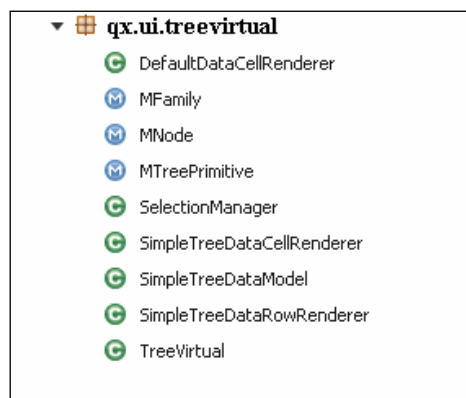 qx.ui.treevirtual
C DefaultDataCellRenderer
M MFamily
M MNode
M MTreePrimitive
C SelectionManager
C SimpleTreeDataCellRenderer
C SimpleTreeDataModel
C SimpleTreeDataRowRenderer
C TreeVirtual